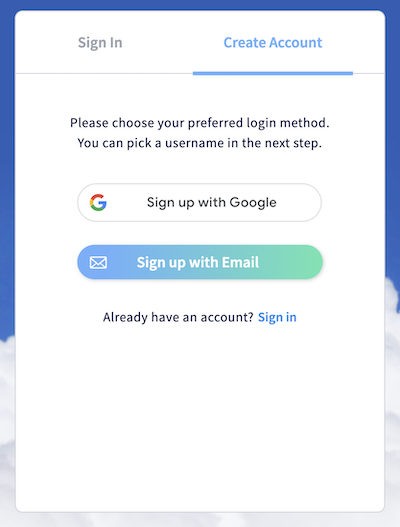 Sign In
Create Account
Please choose your preferred login method.
You can pick a username in the next step.
Sign up with Google
Sign up with Email
Already have an account? Sign in